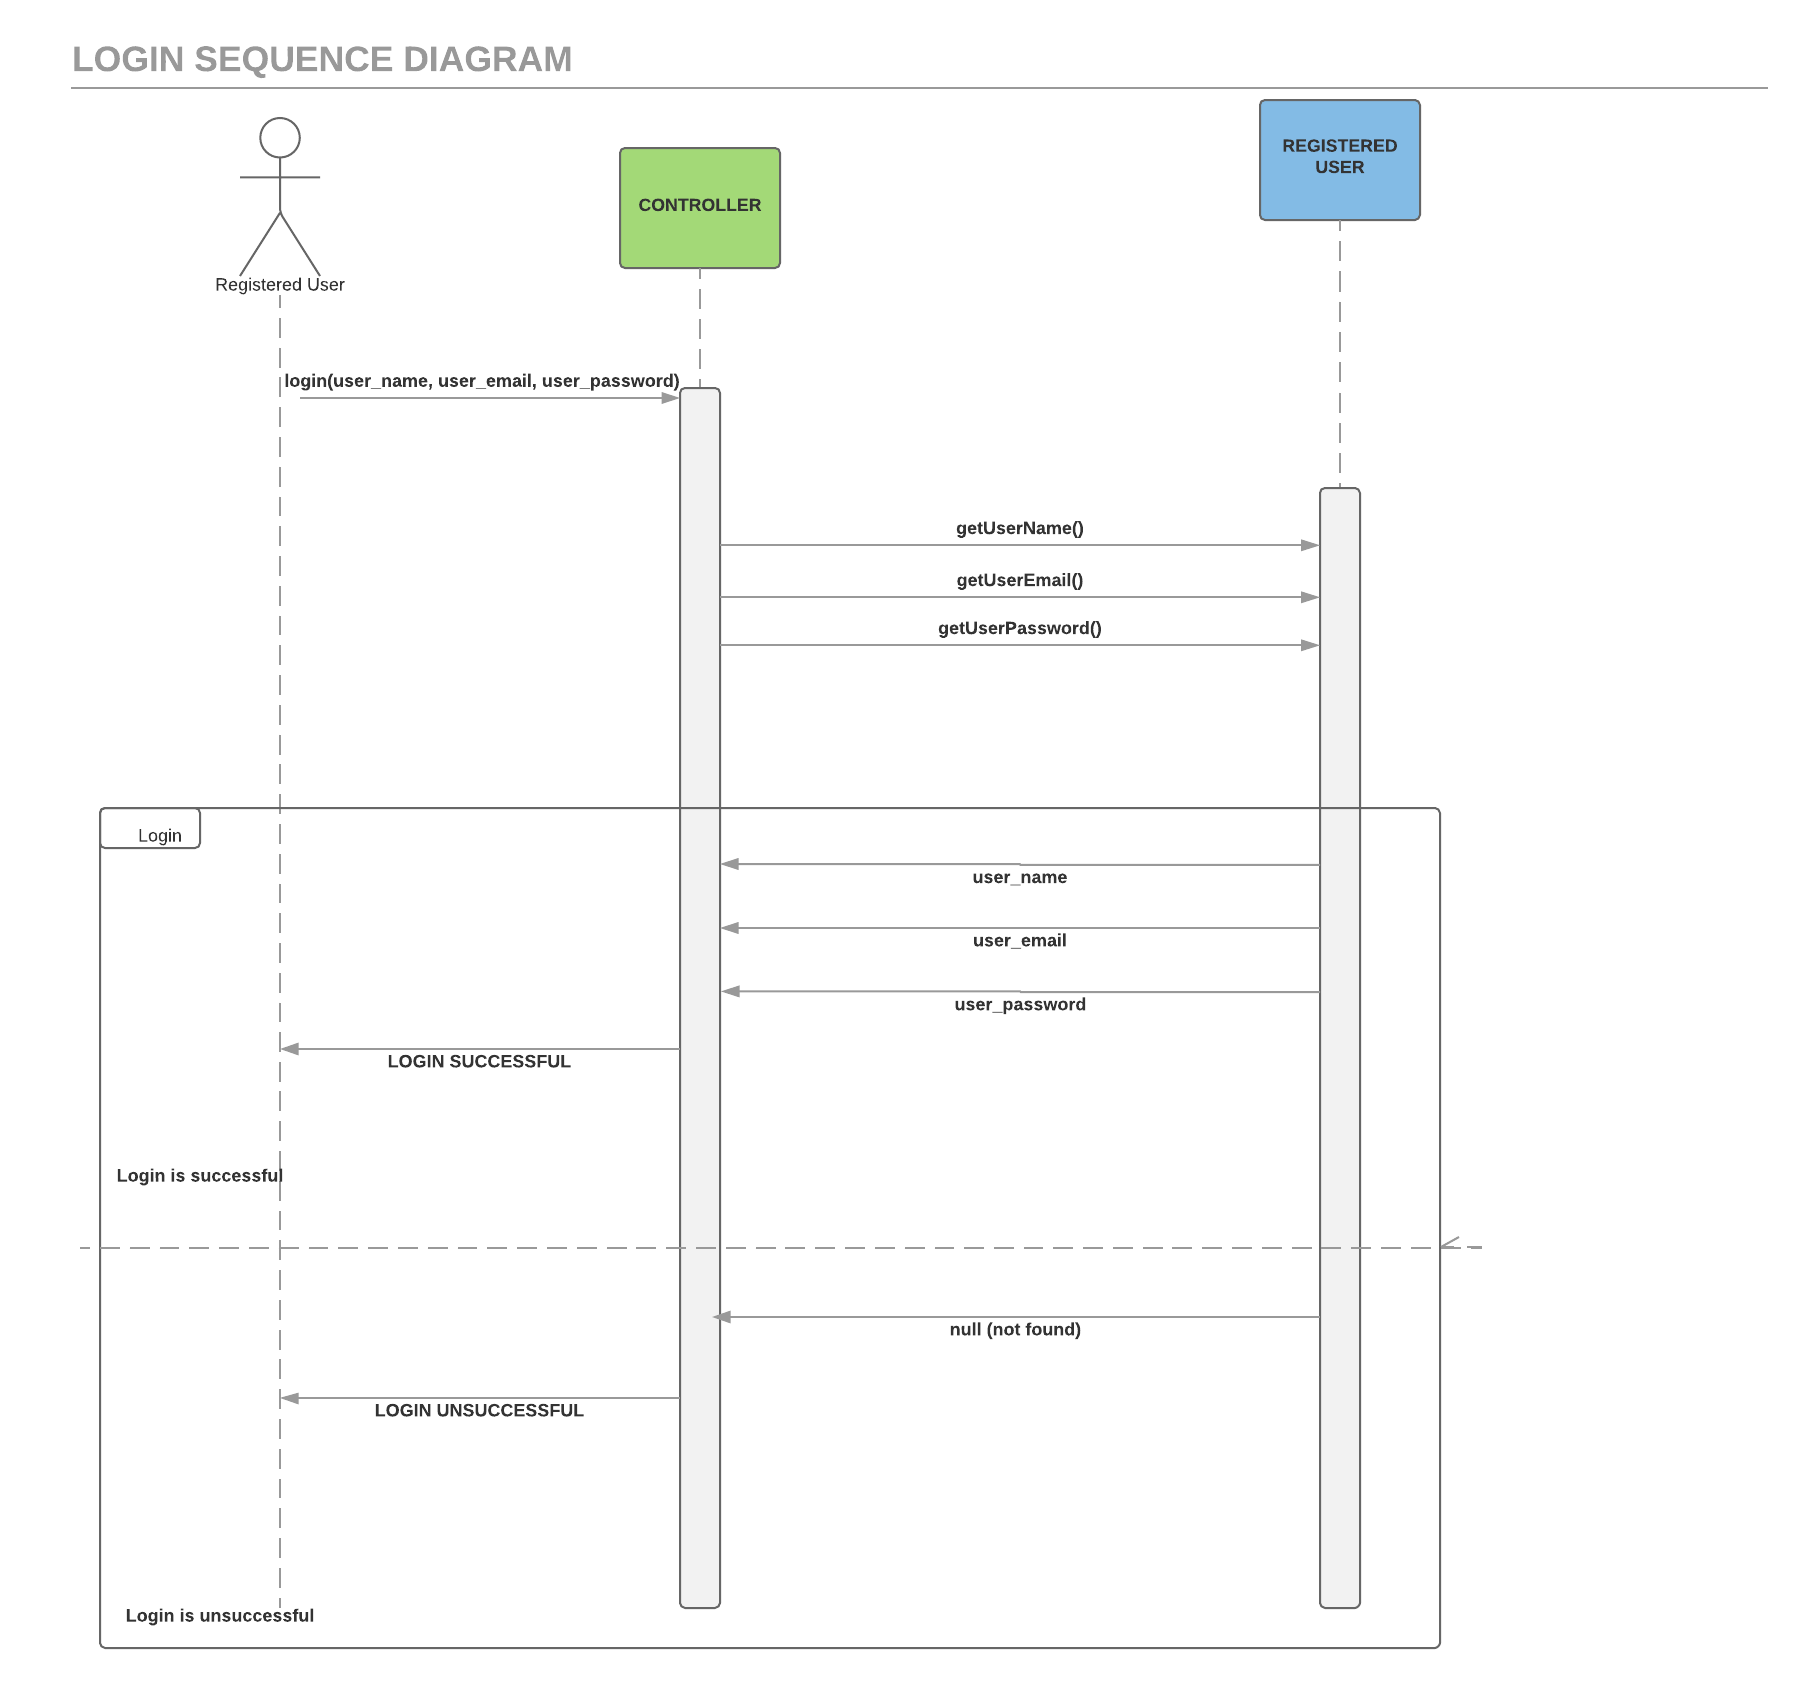 LOGIN SEQUENCE DIAGRAM
REGISTERED
USER
CONTROLLER
Registered User
login(user_name, user_email, user_password)
getUserName()
getUserEmail()
getUserPassword()
Login
user_name
user_email
user_password
LOGIN SUCCESSFUL
Login is successful
null (not found)
LOGIN UNSUCCESSFUL
Login is unsuccessful